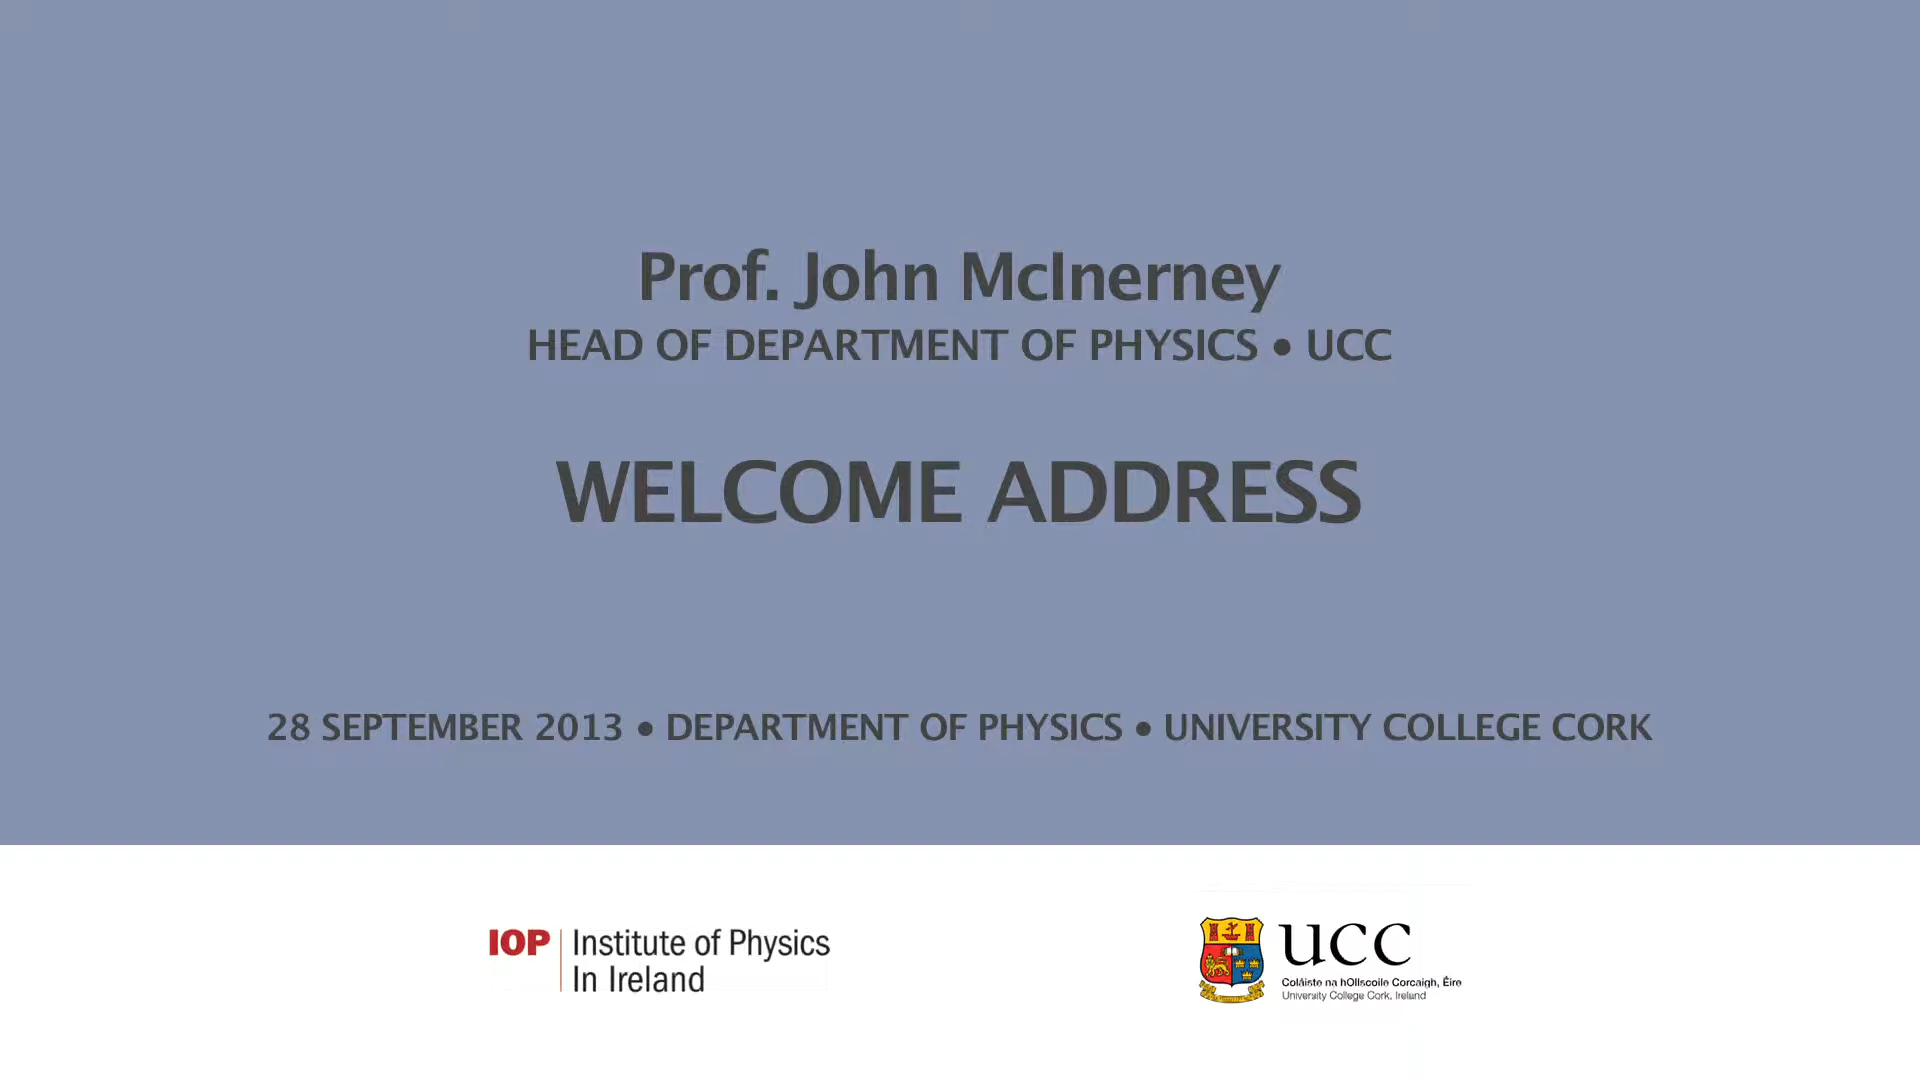 Prof. John McInerney
HEAD OF DEPARTMENT OF PHYSICS • UCC
WELCOME ADDRESS
28 SEPTEMBER 2013 • DEPARTMENT OF PHYSICS • UNIVERSITY COLLEGE CORK
IOP Institute of Physics
In Ireland
UCC
Coláiste na hOllscoile Corcaigh, Éire
University College Cork, Ireland